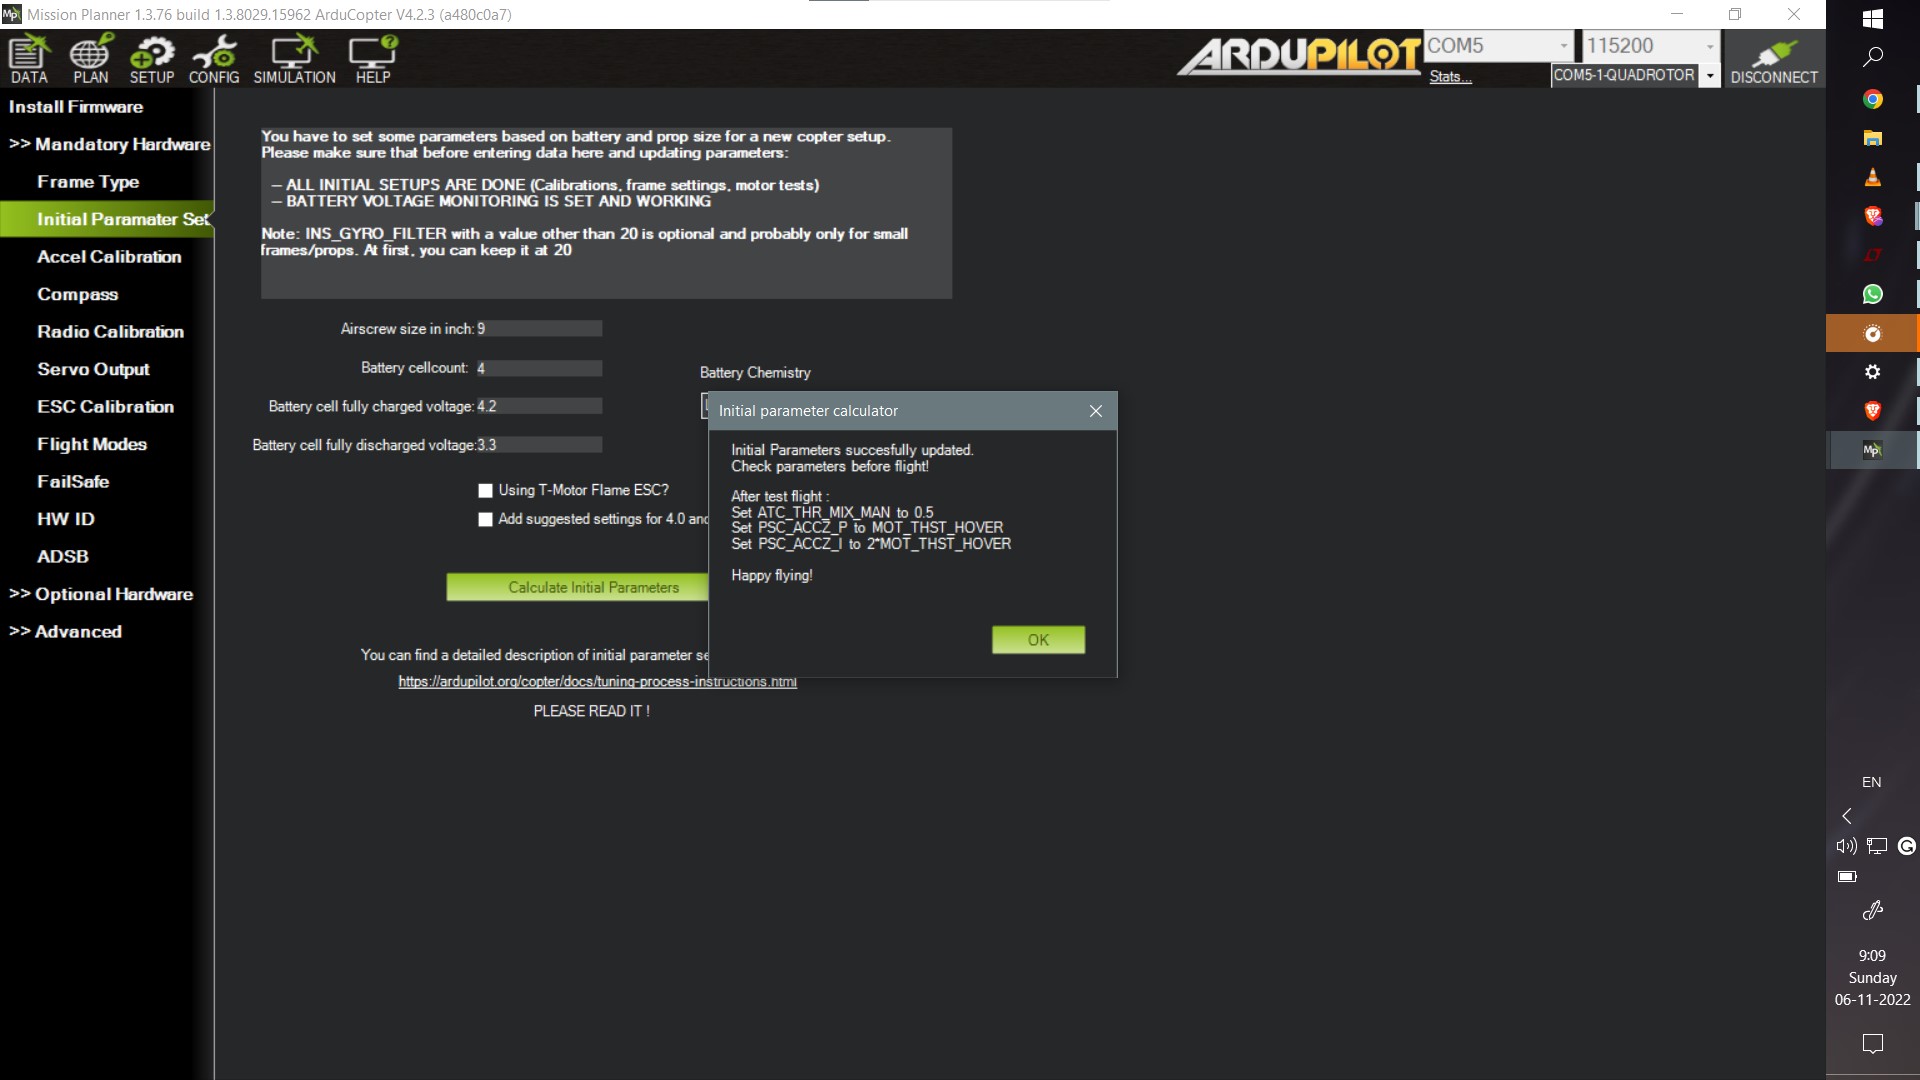 Mission Planner 1.3.76 build 1.3.8029.15962 ArduCopter V4.2.3 (a480c0a7)
DATA
PLAN
SETUP
CONFIG
SIMULATION
HELP
ARDUPILOT
COM5
115200
Stats...
COM5-1-QUADROTOR
DISCONNECT
Install Firmware
>> Mandatory Hardware
Frame Type
Initial Paramater Set
Accel Calibration
Compass
Radio Calibration
Servo Output
ESC Calibration
Flight Modes
FailSafe
HW ID
ADSB
>> Optional Hardware
>> Advanced
You have to set some parameters based on battery and prop size for a new copter setup.
Please make sure that before entering data here and updating parameters:
– ALL INITIAL SETUPS ARE DONE (Calibrations, frame settings, motor tests)
– BATTERY VOLTAGE MONITORING IS SET AND WORKING
Note: INS_GYRO_FILTER with a value other than 20 is optional and probably only for small
frames/props. At first, you can keep it at 20
Airscrew size in inch: 9
Battery cellcount: 4
Battery cell fully charged voltage: 4.2
Battery cell fully discharged voltage: 3.3
Battery Chemistry
Using T-Motor Flame ESC?
Add suggested settings for 4.0 and
Calculate Initial Parameters
You can find a detailed description of initial parameter se
https://ardupilot.org/copter/docs/tuning-process-instructions.html
PLEASE READ IT !
Initial parameter calculator
Initial Parameters succesfully updated.
Check parameters before flight!
After test flight :
Set ATC_THR_MIX_MAN to 0.5
Set PSC_ACCZ_P to MOT_THST_HOVER
Set PSC_ACCZ_I to 2*MOT_THST_HOVER
Happy flying!
OK
EN
9:09
Sunday
06-11-2022